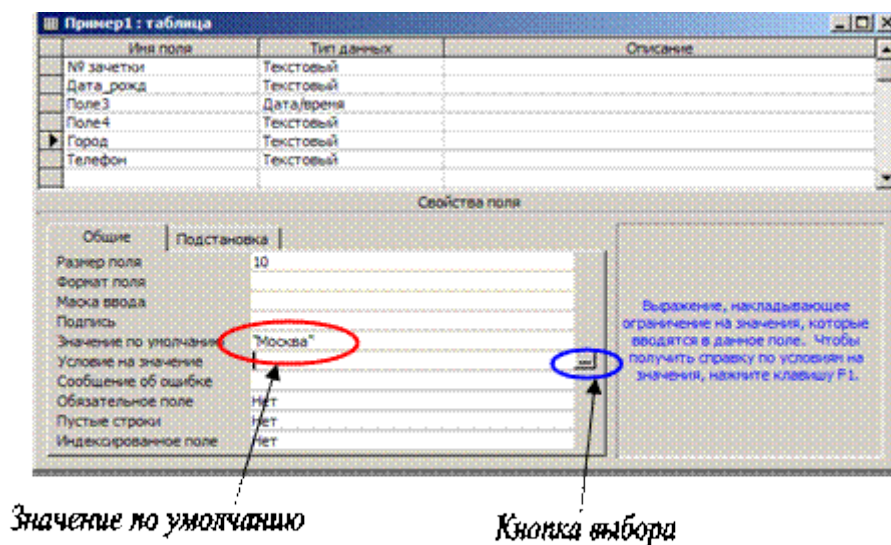 Пример1 : таблица
Имя поля Тип данных Описание
№ зачетки Текстовый
Дата_рожд Текстовый
Поле3 Дата/время
Поле4 Текстовый
Город Текстовый
Телефон Текстовый
Свойства поля
Общие Подстановка
Размер поля 10
Формат поля
Маска ввода
Подпись
Значение по умолчанию "Москва"
Условие на значение
Сообщение об ошибке
Обязательное поле Нет
Пустые строки Нет
Индексированное поле Нет
Выражение, накладывающее
ограничение на значения, которые
вводятся в данное поле. Чтобы
получить справку по условиям на
значения, нажмите клавишу F1.
Значение по умолчанию
Кнопка выбора